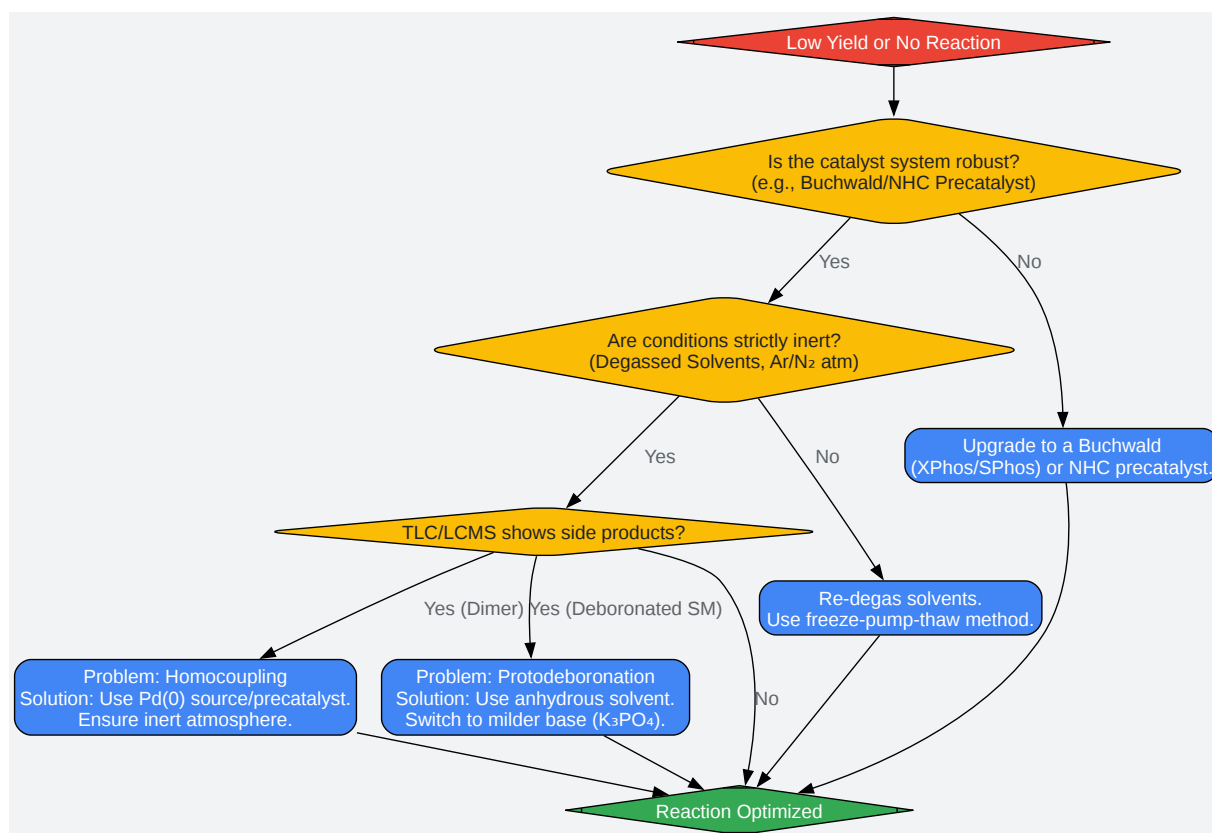 Low Yield or No Reaction
Is the catalyst system robust?
(e.g., Buchwald/NHC Precatalyst)
Yes
No
Are conditions strictly inert?
(Degassed Solvents, Ar/N₂ atm)
Yes
No
Upgrade to a Buchwald
(XPhos/SPhos) or NHC precatalyst.
TLC/LCMS shows side products?
Yes (Dimer)
Yes (Deboronated SM)
No
Re-degas solvents.
Use freeze-pump-thaw method.
Problem: Homocoupling
Solution: Use Pd(0) source/precatalyst.
Ensure inert atmosphere.
Problem: Protodeboronation
Solution: Use anhydrous solvent.
Switch to milder base (K₃PO₄).
Reaction Optimized